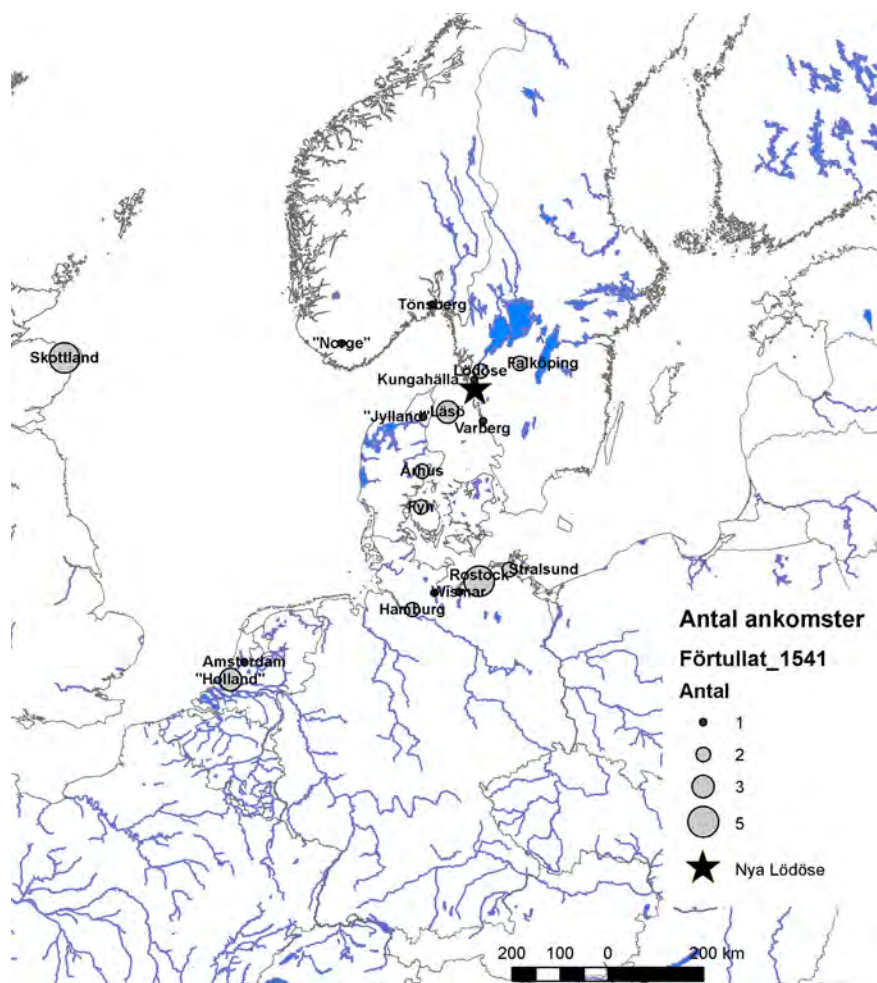 Tönsberg
"Norge"
Skottland
Lödöse
Falköping
Kungahälla
"Jylland"
Läsö
Varberg
Århus
Fyn
Rostock
Stralsund
Wismar
Hamburg
Amsterdam
"Holland"
Antal ankomster
Förtullat_1541
Antal
1
2
3
5
Nya Lödöse
200 100 0 200 km